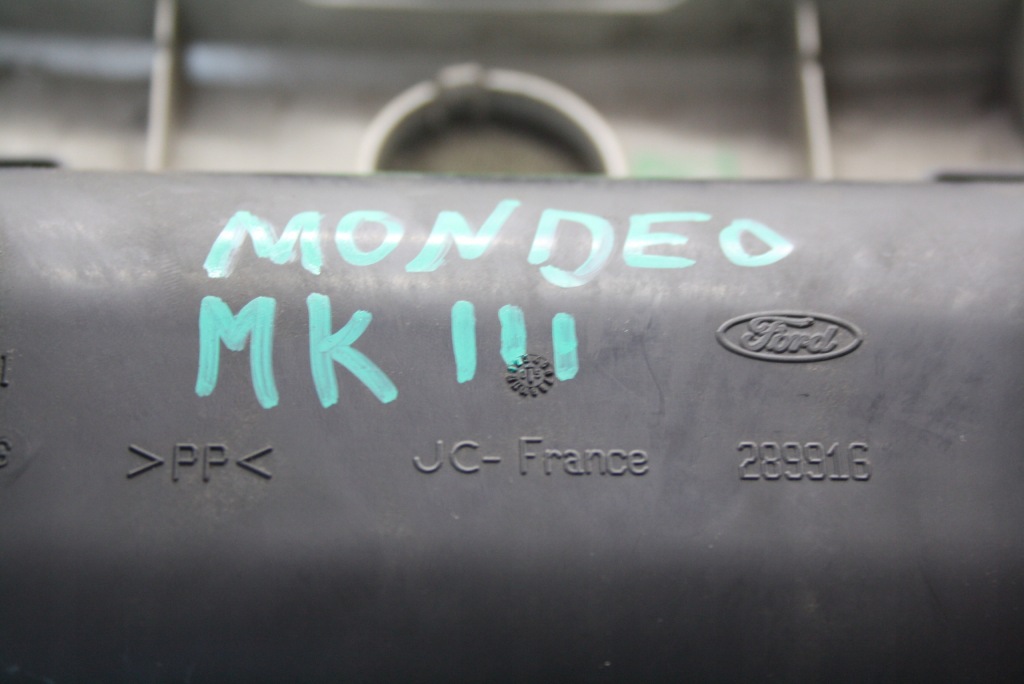 MONDEO
MK III
Ford
>PP< JC- France 289916